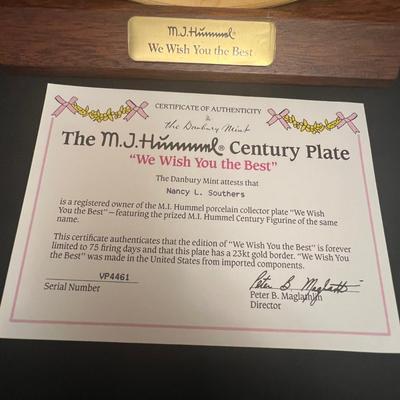 M.J.Hummel®
We Wish You the Best
CERTIFICATE OF AUTHENTICITY
the Danbury Mint
The M.J.Hummel® Century Plate
"We Wish You the Best"
The Danbury Mint attests that
Nancy L. Southers
is a registered owner of the M.I. Hummel porcelain collector plate "We Wish
You the Best"—featuring the prized M.I. Hummel Century Figurine of the same
name.
This certificate authenticates that the edition of "We Wish You the Best" is forever
limited to 75 firing days and that this plate has a 23kt gold border. "We Wish You
the Best" was made in the United States from imported components.
VP4461
Serial Number
Peter B. Maglathlin
Peter B. Maglathlin
Director